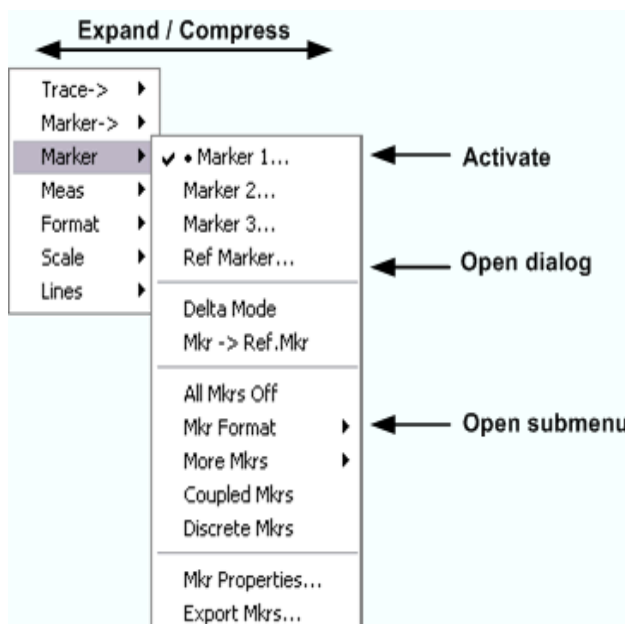 Expand / Compress
Trace->
Marker->
Marker
Meas
Format
Scale
Lines
• Marker 1...
Marker 2...
Marker 3...
Ref Marker...
Delta Mode
Mkr -> Ref.Mkr
All Mkrs Off
Mkr Format
More Mkrs
Coupled Mkrs
Discrete Mkrs
Mkr Properties...
Export Mkrs...
Activate
Open dialog
Open submenu